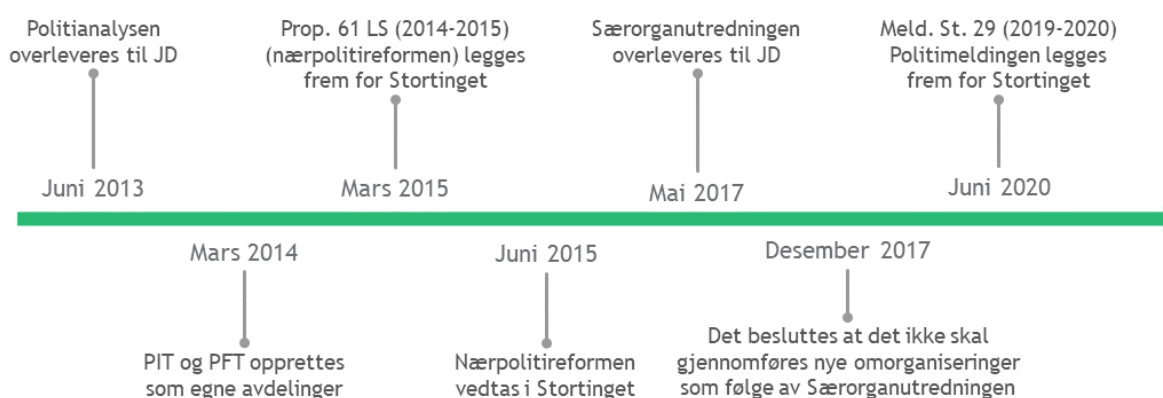 Politianalysen
overleveres til JD
Prop. 61 LS (2014-2015)
(nærpolitireformen) legges
frem for Stortinget
Særorganutredningen
overleveres til JD
Meld. St. 29 (2019-2020)
Politimeldingen legges
frem for Stortinget
Juni 2013
Mars 2015
Mai 2017
Juni 2020
Mars 2014
Juni 2015
Desember 2017
PIT og PFT opprettes
som egne avdelinger
Nærpolitireformen
vedtas i Stortinget
Det besluttes at det ikke skal
gjennomføres nye omorganiseringer
som følge av Særorganutredningen